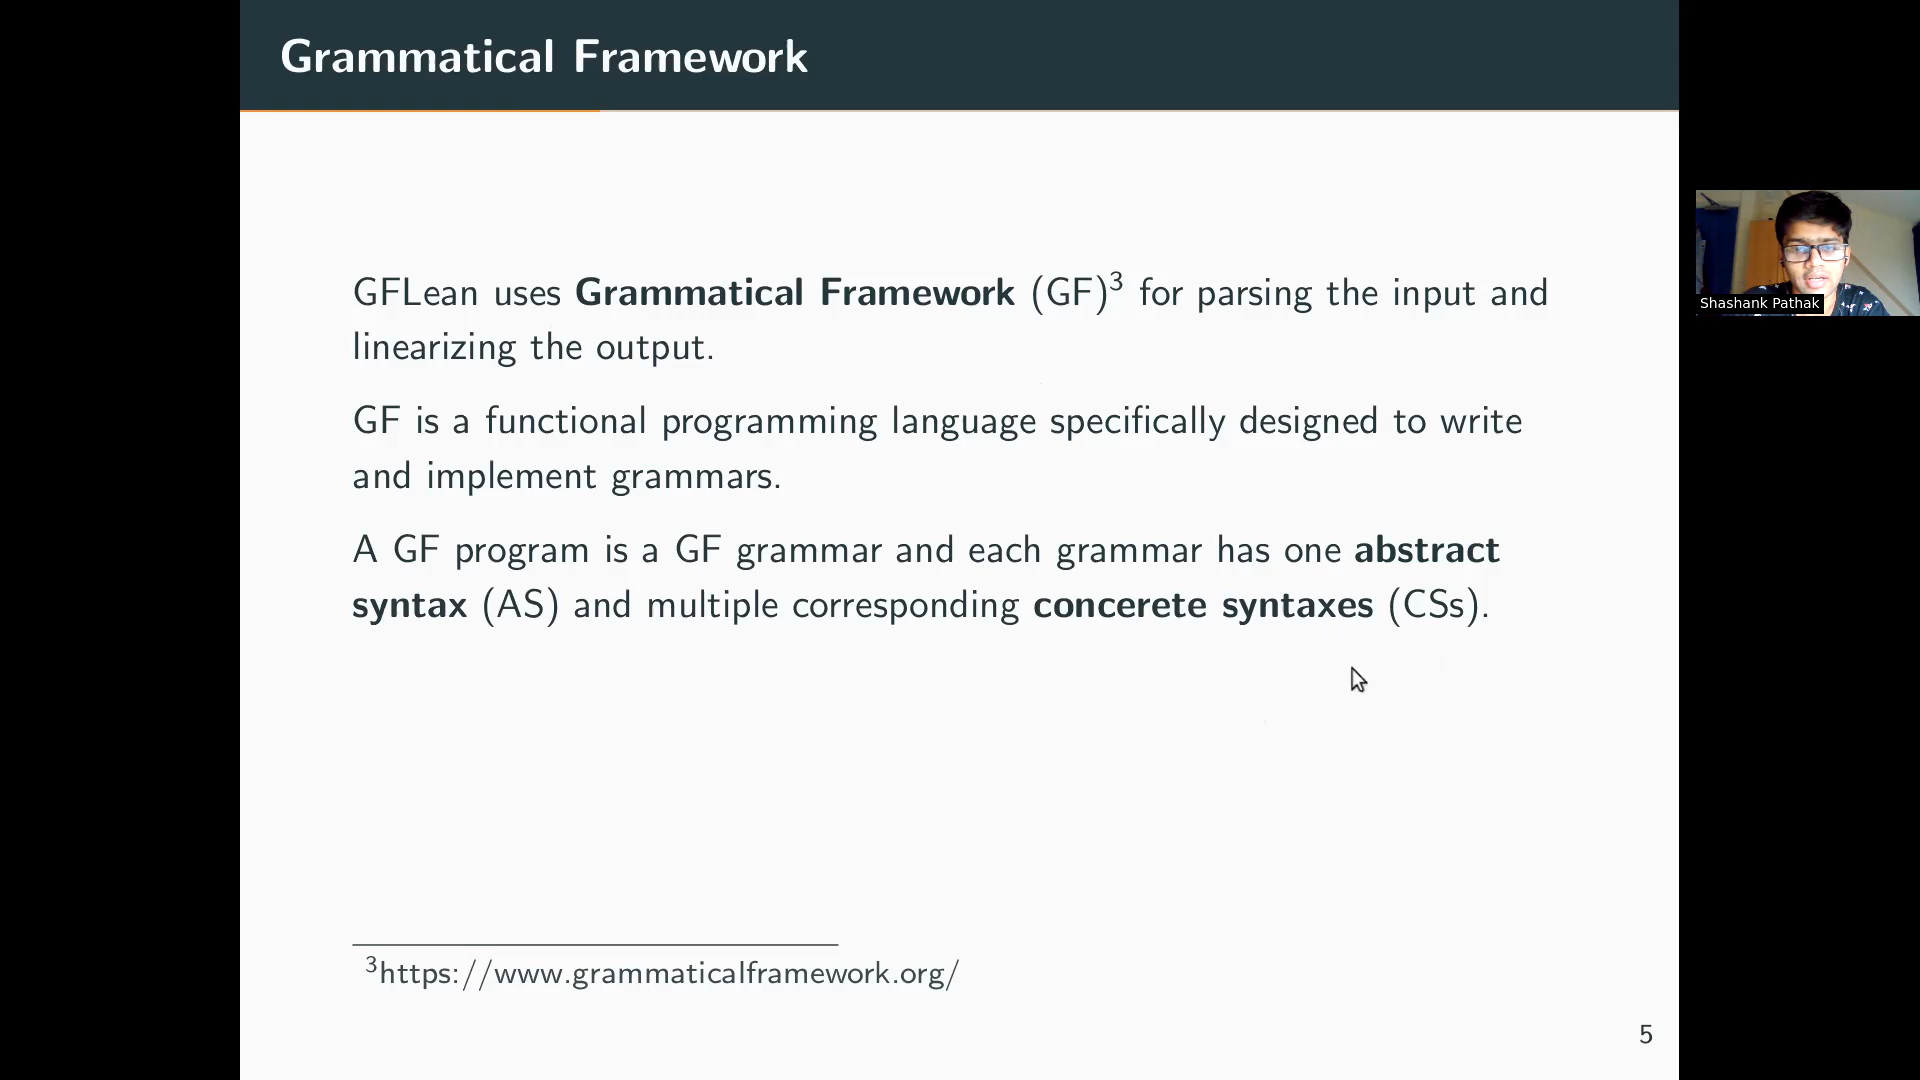 Grammatical Framework
GFLean uses Grammatical Framework (GF)³ for parsing the input and
linearizing the output.
GF is a functional programming language specifically designed to write
and implement grammars.
A GF program is a GF grammar and each grammar has one abstract
syntax (AS) and multiple corresponding concerete syntaxes (CSs).
³https://www.grammaticalframework.org/
5
Shashank Pathak